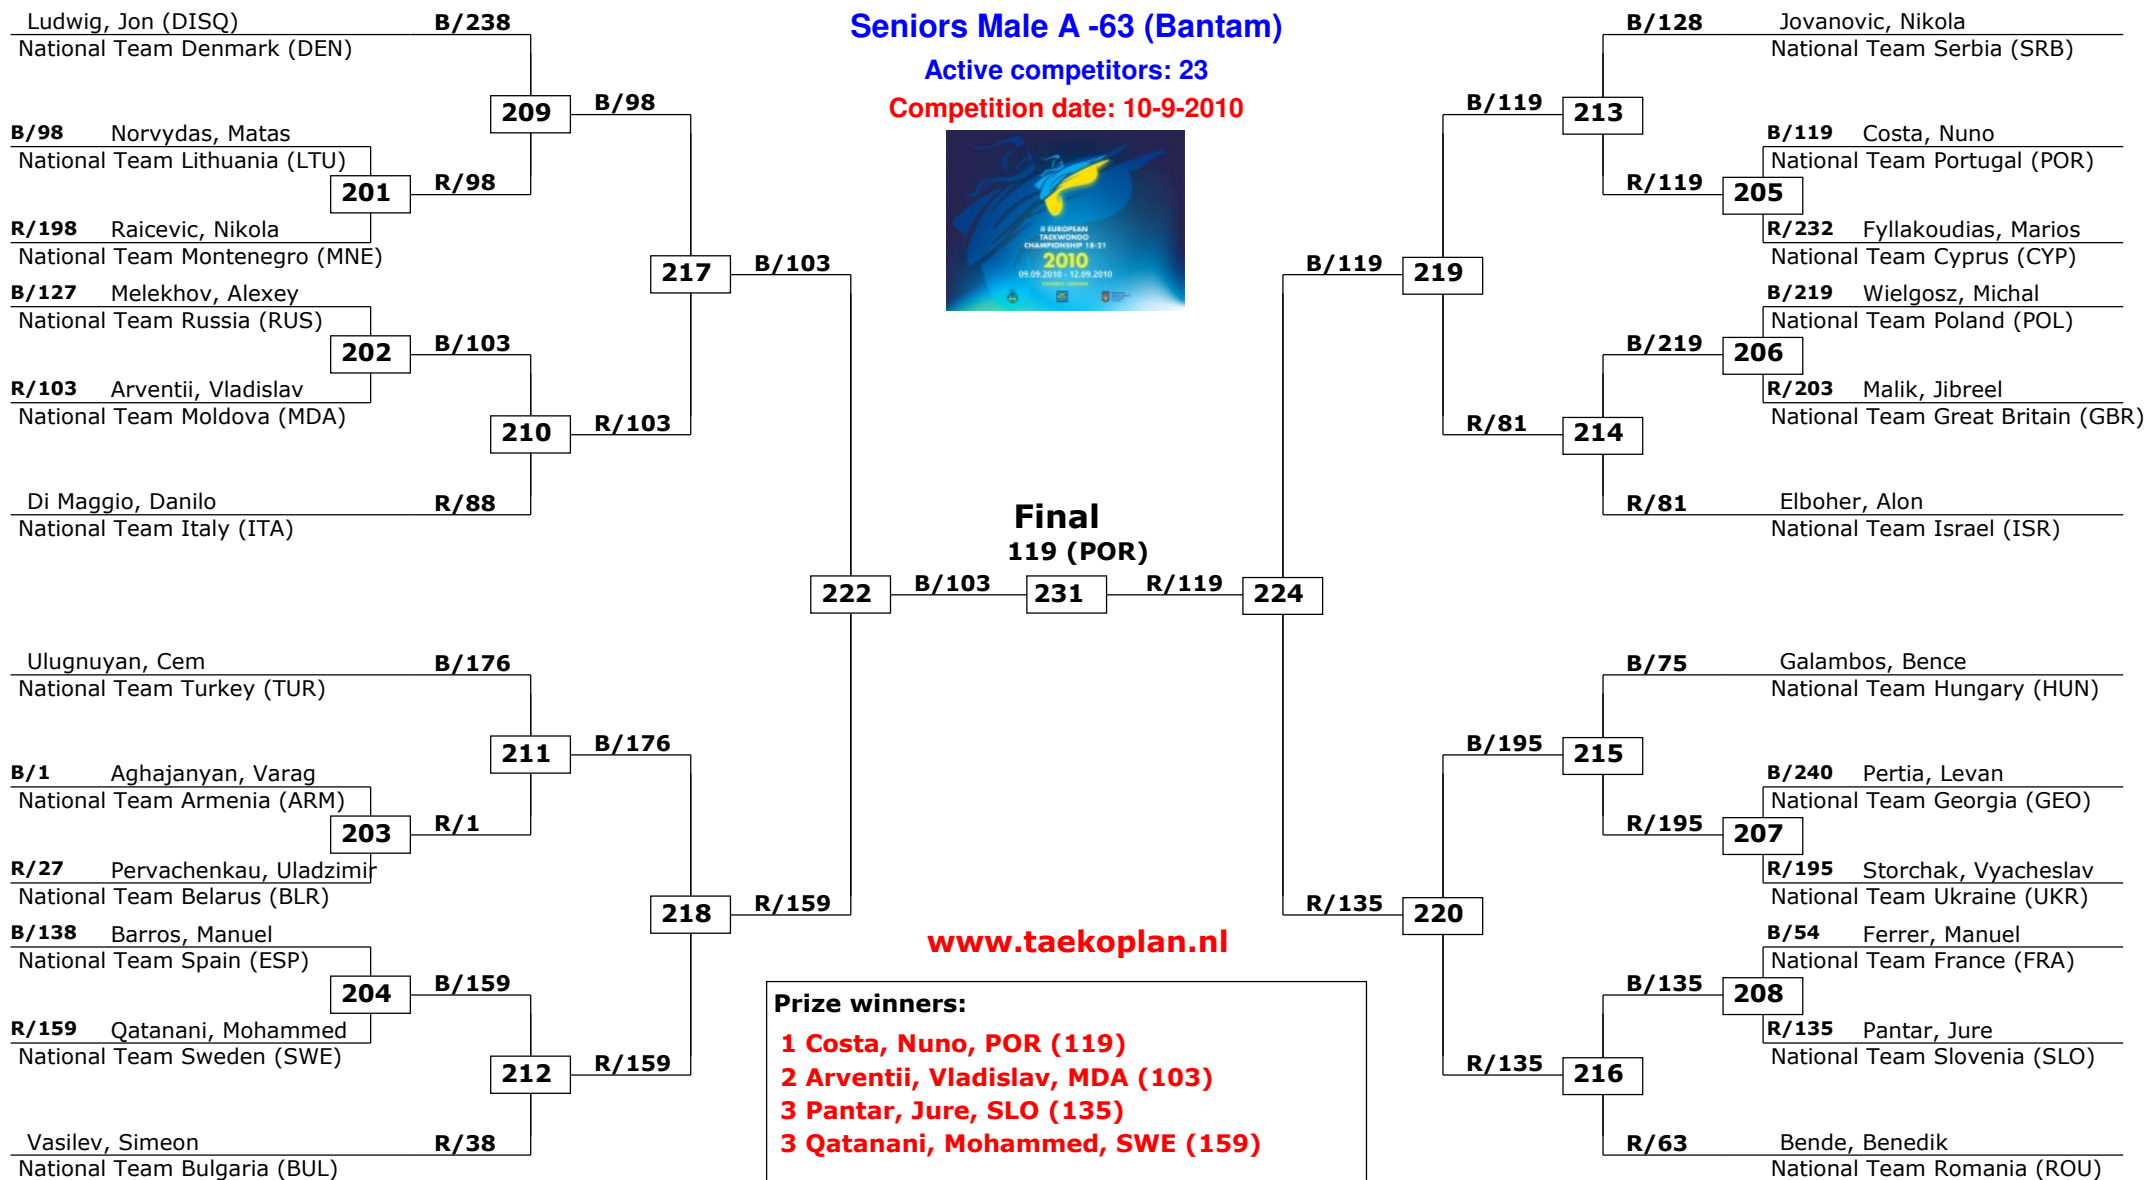 Seniors Male A -63 (Bantam)
Active competitors: 23
Competition date: 10-9-2010
II EUROPEAN
TAEKWONDO
CHAMPIONSHIP 18-21
2010
09.09.2010 - 12.09.2010
Ludwig, Jon (DISQ) B/238
National Team Denmark (DEN)
209 B/98
B/98 Norvydas, Matas
National Team Lithuania (LTU)
201 R/98
R/198 Raicevic, Nikola
National Team Montenegro (MNE)
217 B/103
B/127 Melekhov, Alexey
National Team Russia (RUS)
202 B/103
R/103 Arventii, Vladislav
National Team Moldova (MDA)
210 R/103
Di Maggio, Danilo R/88
National Team Italy (ITA)
Ulugnuyan, Cem B/176
National Team Turkey (TUR)
211 B/176
B/1 Aghajanyan, Varag
National Team Armenia (ARM)
203 R/1
R/27 Pervachenkau, Uladzimir
National Team Belarus (BLR)
218 R/159
B/138 Barros, Manuel
National Team Spain (ESP)
204 B/159
R/159 Qatanani, Mohammed
National Team Sweden (SWE)
212 R/159
Vasilev, Simeon R/38
National Team Bulgaria (BUL)
Final
119 (POR)
222 B/103 231 R/119 224
B/128 Jovanovic, Nikola
National Team Serbia (SRB)
B/119 213
B/119 Costa, Nuno
National Team Portugal (POR)
R/119 205
R/232 Fyllakoudias, Marios
National Team Cyprus (CYP)
B/119 219
B/219 Wielgosz, Michal
National Team Poland (POL)
B/219 206
R/203 Malik, Jibreel
National Team Great Britain (GBR)
R/81 214
R/81 Elboher, Alon
National Team Israel (ISR)
B/75 Galambos, Bence
National Team Hungary (HUN)
B/195 215
B/240 Pertia, Levan
National Team Georgia (GEO)
R/195 207
R/195 Storchak, Vyacheslav
National Team Ukraine (UKR)
R/135 220
B/54 Ferrer, Manuel
National Team France (FRA)
B/135 208
R/135 Pantar, Jure
National Team Slovenia (SLO)
R/135 216
R/63 Bende, Benedik
National Team Romania (ROU)
www.taekoplan.nl
Prize winners:
1 Costa, Nuno, POR (119)
2 Arventii, Vladislav, MDA (103)
3 Pantar, Jure, SLO (135)
3 Qatanani, Mohammed, SWE (159)